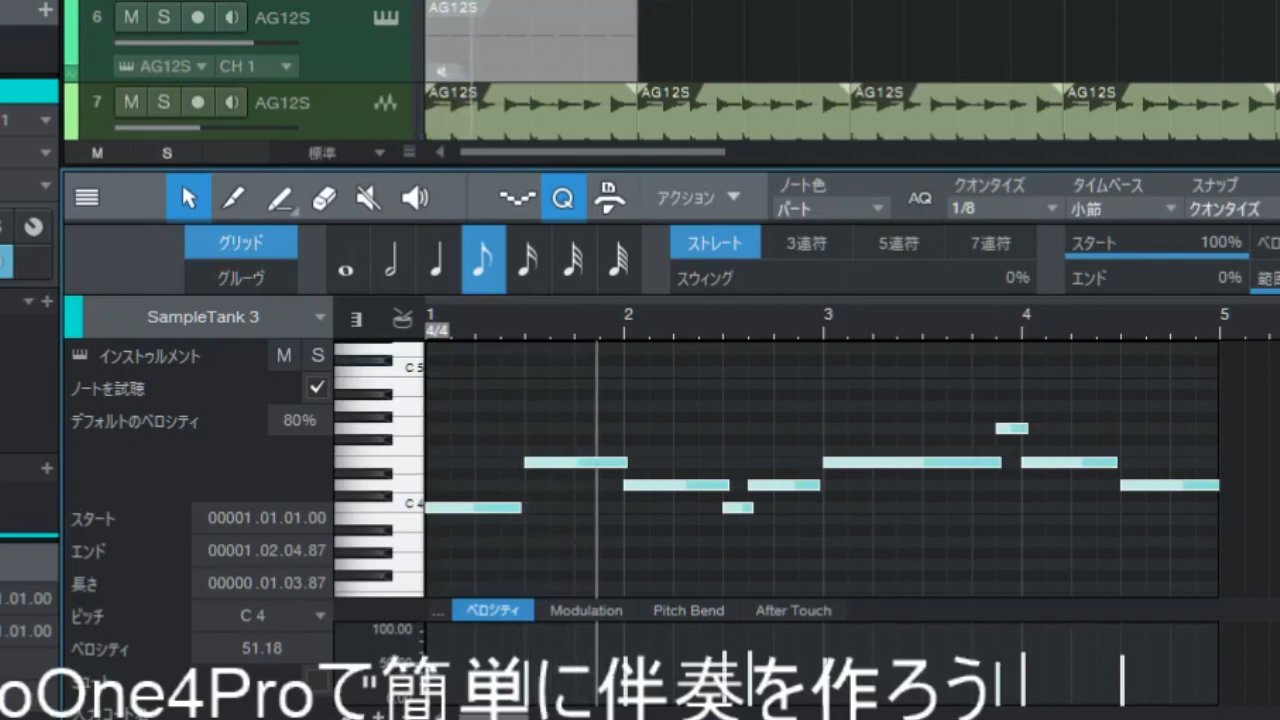 6 M S AG12S AG12S
AG12S CH 1
7 M S AG12S AG12S AG12S AG12S AG12S
1
M S 標準
アクション ノート色 パート AQ クオンタイズ 1/8 タイムベース 小節 スナップ クオンタイズ
グリッド ストレート 3連符 5連符 7連符 スタート 100% ベロ
グルーヴ スウィング 0% エンド 0% 範囲
SampleTank 3 1 2 3 4 5
4/4
インストゥルメント M S C 5
ノートを試聴
デフォルトのベロシティ 80%
C 4
スタート 00001.01.01.00
エンド 00001.02.04.87
長さ 00000.01.03.87
.01.00
ピッチ C 4
.01.00
... ベロシティ Modulation Pitch Bend After Touch
100.00
ベロシティ 51.18
oOne4Proで簡単に伴奏を作ろう